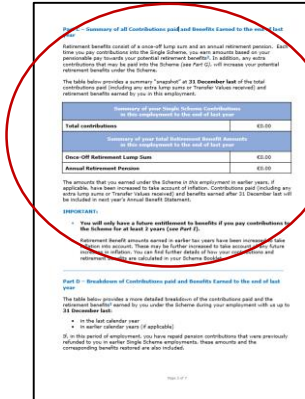 Part C – Summary of all Contributions paid and Benefits Earned to the end of last
year
Retirement benefits consist of a once-off lump sum and an annual retirement pension. Each
time you pay contributions into the Single Scheme, you earn amounts based on your
pensionable pay towards your potential retirement benefits. In addition, any extra
contributions that may be paid into the Scheme (see Part G), will increase your potential
retirement benefits under the Scheme.
The table below provides a summary "snapshot" at 31 December last of the total
contributions paid (including any extra lump sums or Transfer Values received) and
retirement benefits earned by you in this employment.
Summary of your Single Scheme Contributions
in this employment to the end of last year
Total contributions €0.00
Summary of your total Retirement Benefit Amounts
in this employment to the end of last year
Once-Off Retirement Lump Sum €0.00
Annual Retirement Pension €0.00
The amounts that you earned under the Scheme in this employment in earlier years, if
applicable, have been increased to take account of inflation. Contributions paid (including any
extra lump sums or Transfer Values) and benefits earned after 31 December last will
be included in next year's Annual Benefit Statement.
IMPORTANT:
• You will only have a future entitlement to benefits if you pay contributions to
the Scheme for at least 2 years (see Part E).
Retirement Benefit amounts earned in earlier years have been increased to take
inflation into account. These may be further increased to take account of any future
increases in inflation. You can find further details of how your contributions and
retirement benefits are calculated in your Scheme Booklet.
Part D – Breakdown of Contributions paid and Benefits Earned to the end of last
year
The table below provides a more detailed breakdown of the contributions paid and the
retirement benefits earned by you under the Scheme during your employment with us up to
31 December last:
• in the last calendar year
• in earlier calendar years (if applicable)
If, in this period of employment, you have repaid pension contributions that were previously
refunded to you in earlier Single Scheme employments, these amounts and the
corresponding benefits restored are also included.